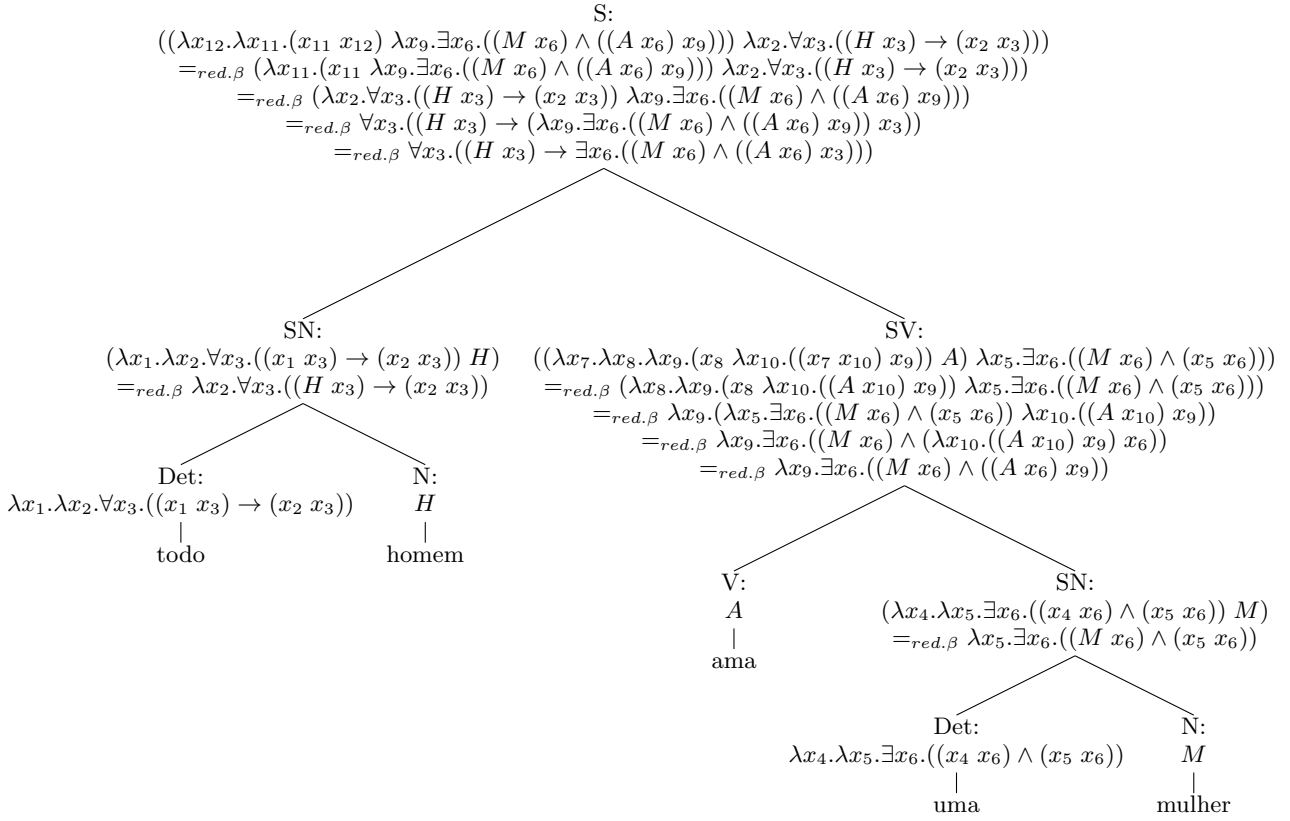 S:
((λx₁₂.λx₁₁.(x₁₁ x₁₂) λx₉.∃x₆.((M x₆) ∧ ((A x₆) x₉))) λx₂.∀x₃.((H x₃) → (x₂ x₃)))
=red.β (λx₁₁.(x₁₁ λx₉.∃x₆.((M x₆) ∧ ((A x₆) x₉))) λx₂.∀x₃.((H x₃) → (x₂ x₃)))
=red.β (λx₂.∀x₃.((H x₃) → (x₂ x₃)) λx₉.∃x₆.((M x₆) ∧ ((A x₆) x₉)))
=red.β ∀x₃.((H x₃) → (λx₉.∃x₆.((M x₆) ∧ ((A x₆) x₉)) x₃))
=red.β ∀x₃.((H x₃) → ∃x₆.((M x₆) ∧ ((A x₆) x₃)))
SN:
(λx₁.λx₂.∀x₃.((x₁ x₃) → (x₂ x₃)) H)
=red.β λx₂.∀x₃.((H x₃) → (x₂ x₃))
SV:
((λx₇.λx₈.λx₉.(x₈ λx₁₀.((x₇ x₁₀) x₉)) A) λx₅.∃x₆.((M x₆) ∧ (x₅ x₆)))
=red.β (λx₈.λx₉.(x₈ λx₁₀.((A x₁₀) x₉)) λx₅.∃x₆.((M x₆) ∧ (x₅ x₆)))
=red.β λx₉.(λx₅.∃x₆.((M x₆) ∧ (x₅ x₆)) λx₁₀.((A x₁₀) x₉))
=red.β λx₉.∃x₆.((M x₆) ∧ (λx₁₀.((A x₁₀) x₉) x₆))
=red.β λx₉.∃x₆.((M x₆) ∧ ((A x₆) x₉))
Det:
λx₁.λx₂.∀x₃.((x₁ x₃) → (x₂ x₃))
todo
N:
H
homem
V:
A
ama
SN:
(λx₄.λx₅.∃x₆.((x₄ x₆) ∧ (x₅ x₆)) M)
=red.β λx₅.∃x₆.((M x₆) ∧ (x₅ x₆))
Det:
λx₄.λx₅.∃x₆.((x₄ x₆) ∧ (x₅ x₆))
uma
N:
M
mulher